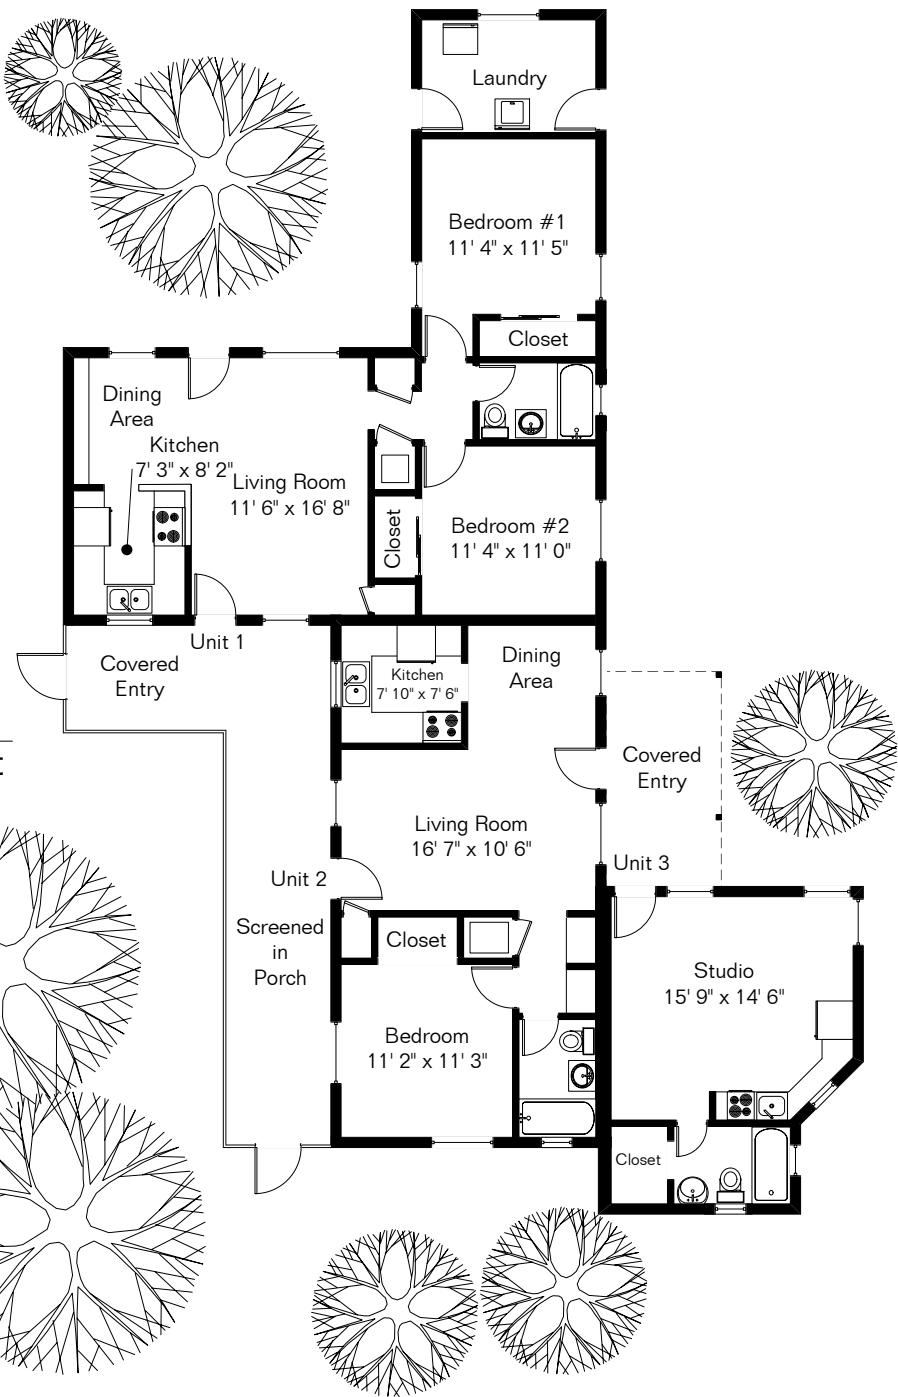 Laundry
Bedroom #1
11' 4" x 11' 5"
Closet
Dining
Area
Kitchen
7' 3" x 8' 2"
Living Room
11' 6" x 16' 8"
Closet
Bedroom #2
11' 4" x 11' 0"
Unit 1
Covered
Entry
Kitchen
7' 10" x 7' 6"
Dining
Area
Covered
Entry
Living Room
16' 7" x 10' 6"
Unit 2
Unit 3
Screened
in
Porch
Closet
Bedroom
11' 2" x 11' 3"
Studio
15' 9" x 14' 6"
Closet